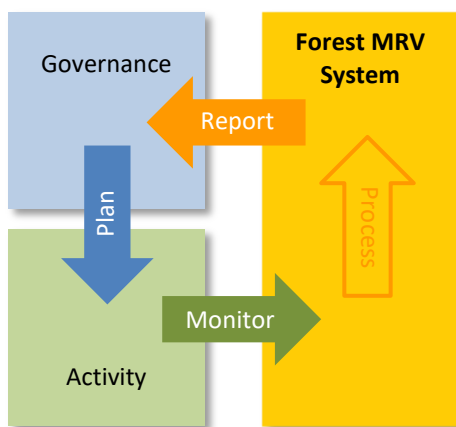 Governance
Forest MRV
System
Report
Plan
Process
Monitor
Activity